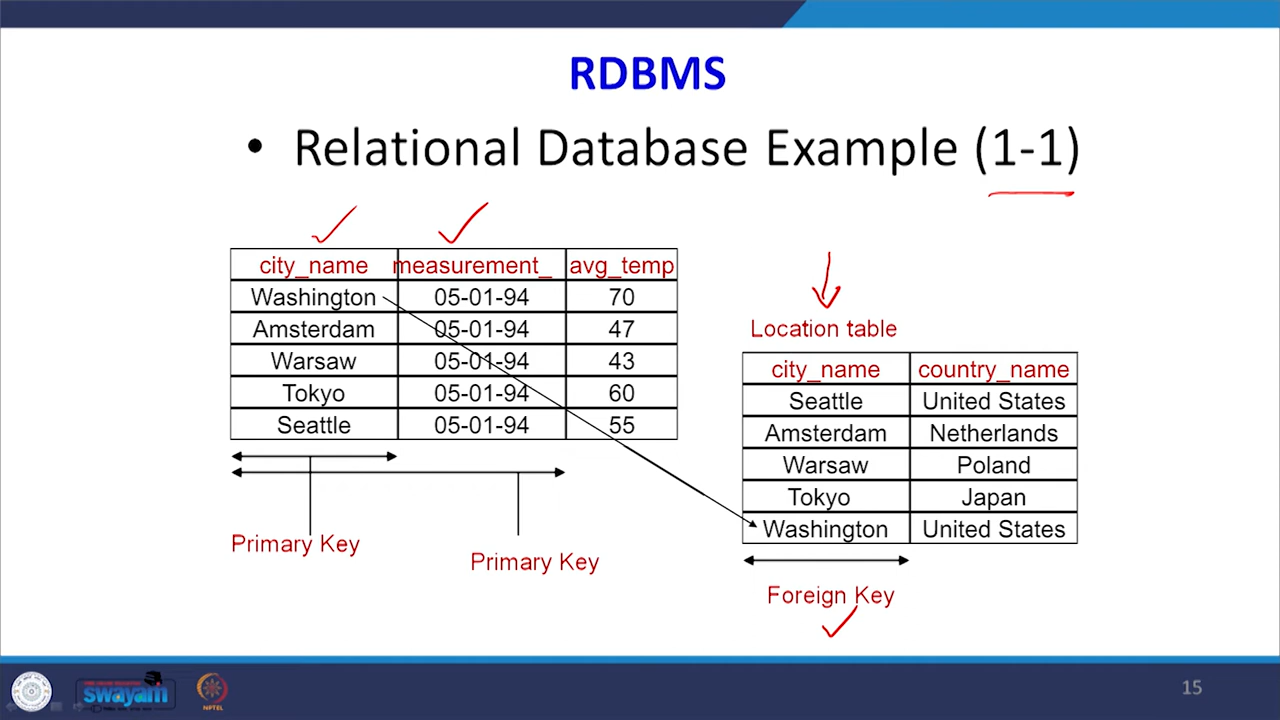 RDBMS
• Relational Database Example (1-1)
city_name measurement_ avg_temp
Washington 05-01-94 70
Amsterdam 05-01-94 47
Warsaw 05-01-94 43
Tokyo 05-01-94 60
Seattle 05-01-94 55
Primary Key
Primary Key
Location table
city_name country_name
Seattle United States
Amsterdam Netherlands
Warsaw Poland
Tokyo Japan
Washington United States
Foreign Key
swayam
NPTEL
15